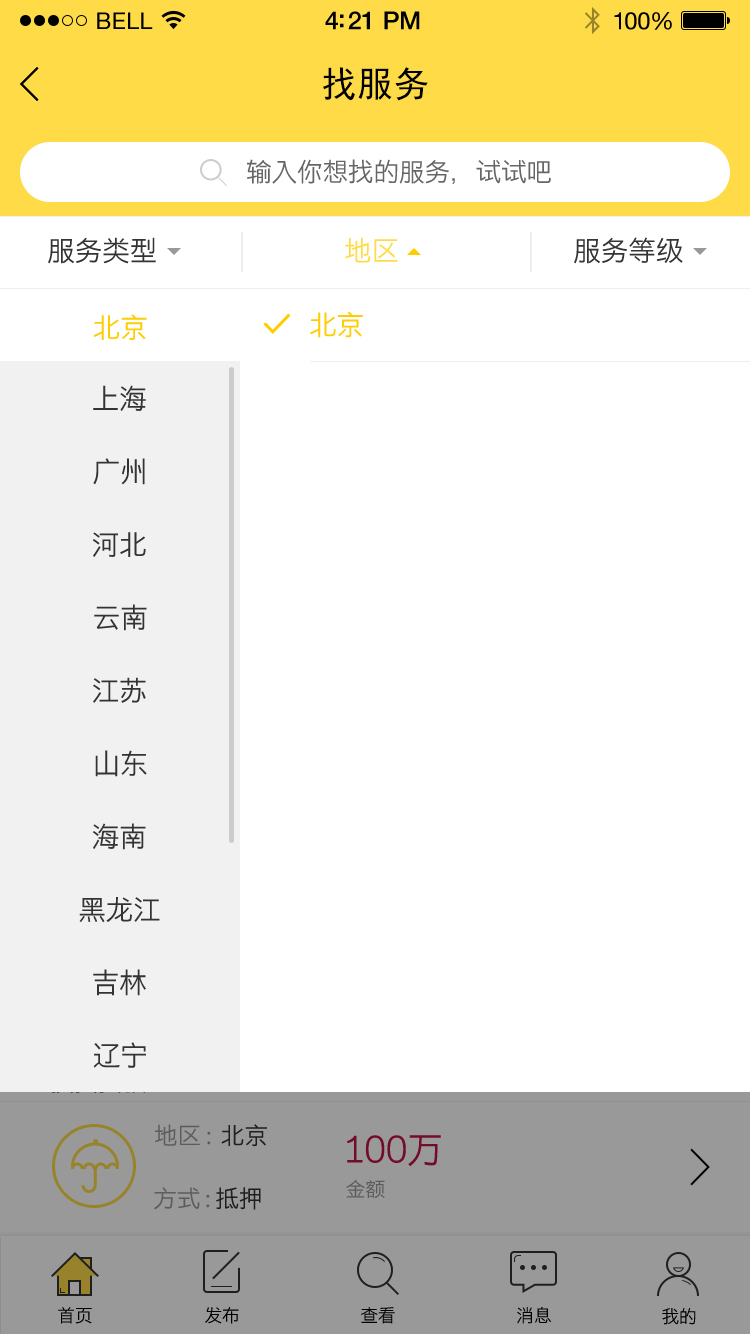 BELL 4:21 PM 100%
找服务
输入你想找的服务，试试吧
服务类型 地区 服务等级
北京 北京
上海
广州
河北
云南
江苏
山东
海南
黑龙江
吉林
辽宁
地区：北京
100万
金额
方式：抵押
首页 发布 查看 消息 我的